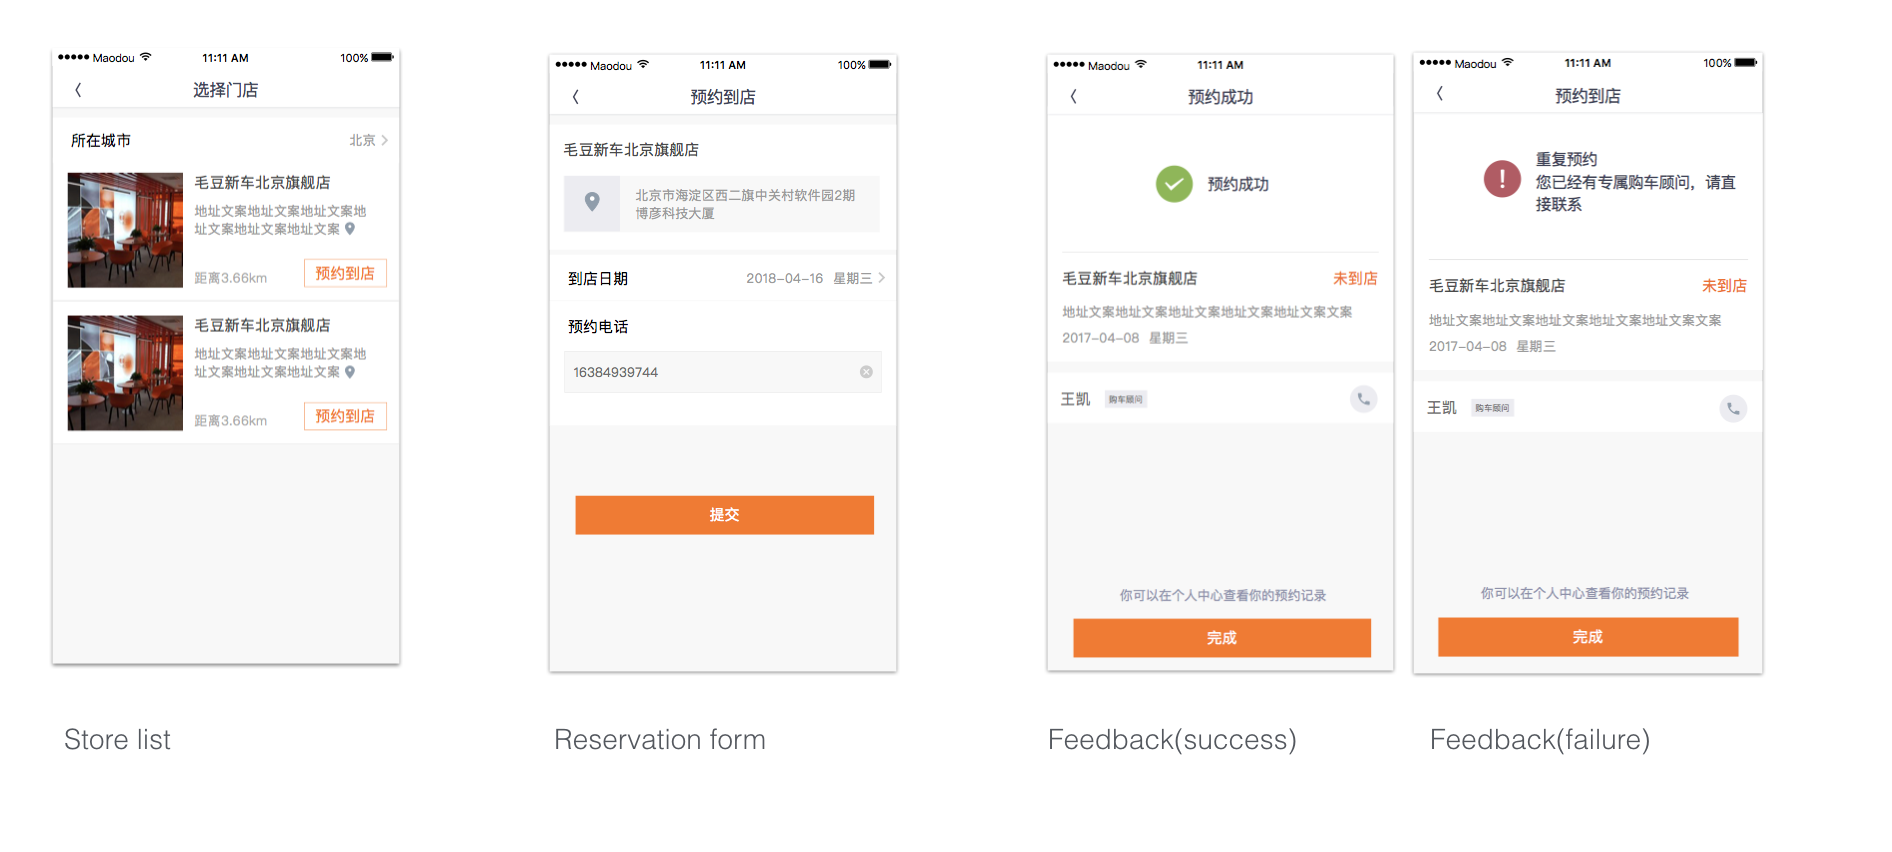 Maodou 11:11 AM 100%
选择门店
所在城市 北京
毛豆新车北京旗舰店
地址文案地址文案地址文案地
址文案地址文案地址文案
距离3.66km 预约到店
毛豆新车北京旗舰店
地址文案地址文案地址文案地
址文案地址文案地址文案
距离3.66km 预约到店
Store list
Maodou 11:11 AM 100%
预约到店
毛豆新车北京旗舰店
北京市海淀区西二旗中关村软件园2期
博彦科技大厦
到店日期 2018-04-16 星期三
预约电话
16384939744
提交
Reservation form
Maodou 11:11 AM
预约成功
预约成功
毛豆新车北京旗舰店 未到店
地址文案地址文案地址文案地址文案地址文案文案
2017-04-08 星期三
王凯 购车顾问
你可以在个人中心查看你的预约记录
完成
Feedback(success)
Maodou 11:11 AM 100%
预约到店
重复预约
您已经有专属购车顾问，请直
接联系
毛豆新车北京旗舰店 未到店
地址文案地址文案地址文案地址文案地址文案文案
2017-04-08 星期三
王凯 购车顾问
你可以在个人中心查看你的预约记录
完成
Feedback(failure)